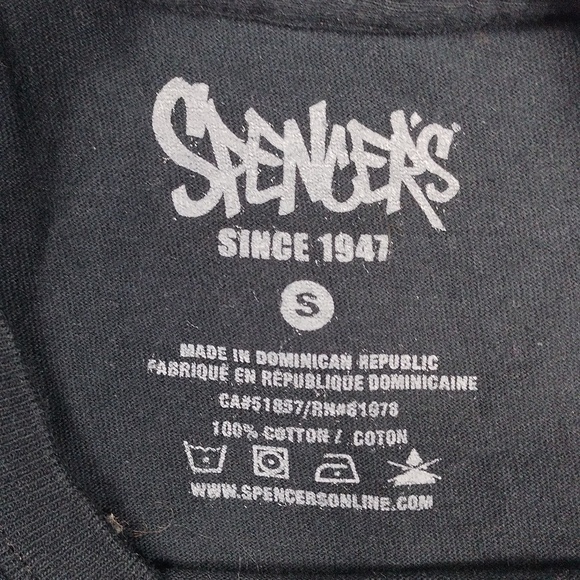 SPENCER'S
SINCE 1947
S
MADE IN DOMINICAN REPUBLIC
FABRIQUÉ EN RÉPUBLIQUE DOMINICAINE
CA#51857/RN#61078
100% COTTON / COTON
WWW.SPENCERSONLINE.COM